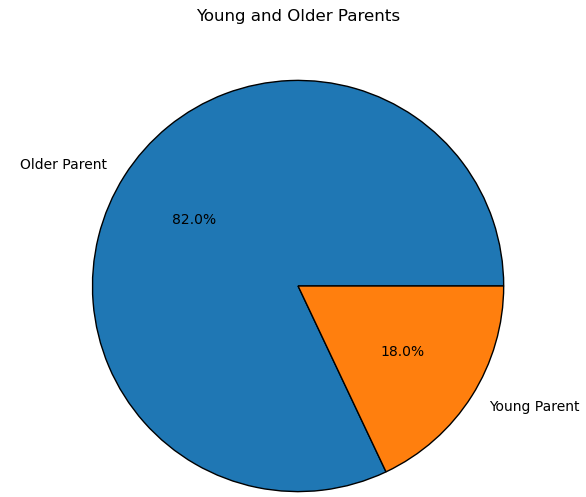 Young and Older Parents
Older Parent
82.0%
18.0%
Young Parent